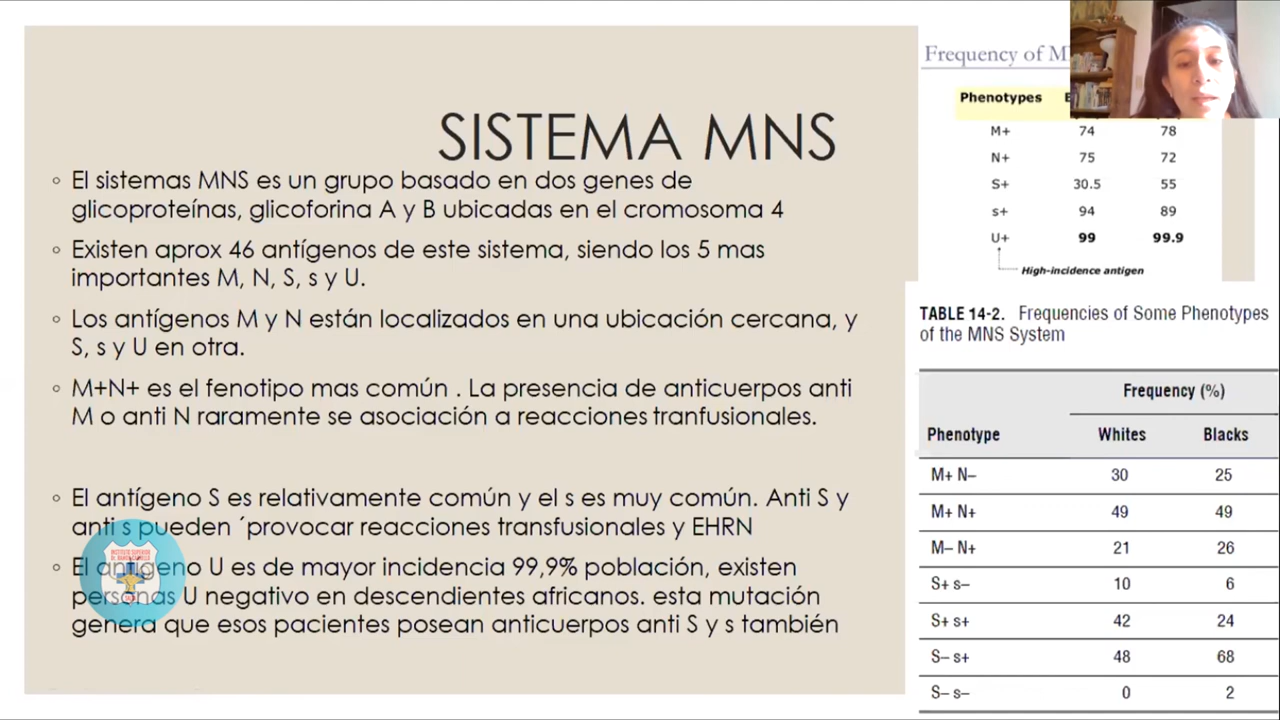 SISTEMA MNS
◦ El sistemas MNS es un grupo basado en dos genes de
glicoproteínas, glicoforina A y B ubicadas en el cromosoma 4
◦ Existen aprox 46 antígenos de este sistema, siendo los 5 mas
importantes M, N, S, s y U.
◦ Los antígenos M y N están localizados en una ubicación cercana, y
S, s y U en otra.
◦ M+N+ es el fenotipo mas común . La presencia de anticuerpos anti
M o anti N raramente se asociación a reacciones tranfusionales.
◦ El antígeno S es relativamente común y el s es muy común. Anti S y
anti s pueden ´provocar reacciones transfusionales y EHRN
◦ El antígeno U es de mayor incidencia 99,9% población, existen
personas U negativo en descendientes africanos. esta mutación
genera que esos pacientes posean anticuerpos anti S y s también
Frequency of
Phenotypes
M+ 74 78
N+ 75 72
S+ 30.5 55
s+ 94 89
U+ 99 99.9
High-incidence antigen
TABLE 14-2. Frequencies of Some Phenotypes
of the MNS System
Frequency (%)
Phenotype Whites Blacks
M+ N– 30 25
M+ N+ 49 49
M– N+ 21 26
S+ s– 10 6
S+ s+ 42 24
S– s+ 48 68
S– s– 0 2